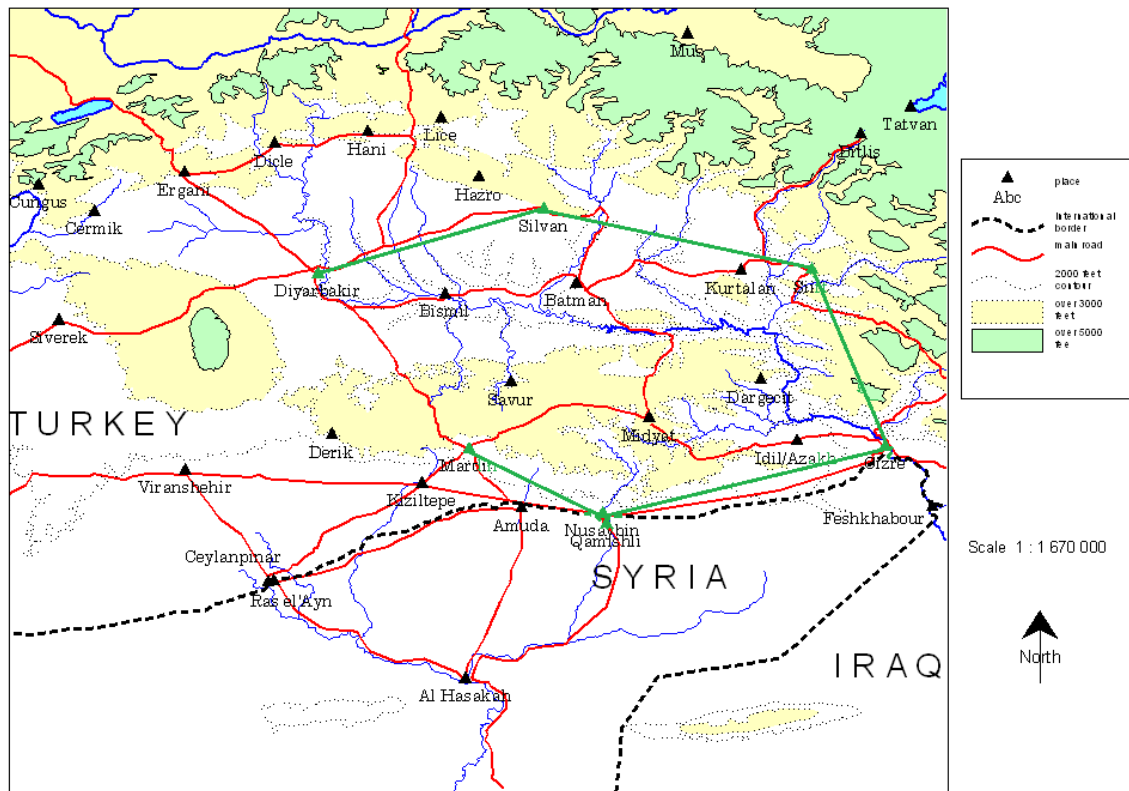 Mus
Tatvan
Lice
Hani
Dicle
Bitlis
Ergani
Hazro
Cungus
Cermik
Silvan
Diyarbakir
Bismil
Batman
Kurtalan
Siirt
Siverek
Savur
Dargecit
TURKEY
Derik
Mardin
Midyat
Idil/Azakh
Cizre
Viranshehir
Kiziltepe
Amuda
Nusaybin
Qamishli
Feshkhabour
Ceylanpinar
Ras el'Ayn
SYRIA
IRAQ
Al Hasakah
Abc
place
International
border
main road
2000 feet
contour
over 3000
feet
over 5000
fee
Scale 1 : 1 670 000
North